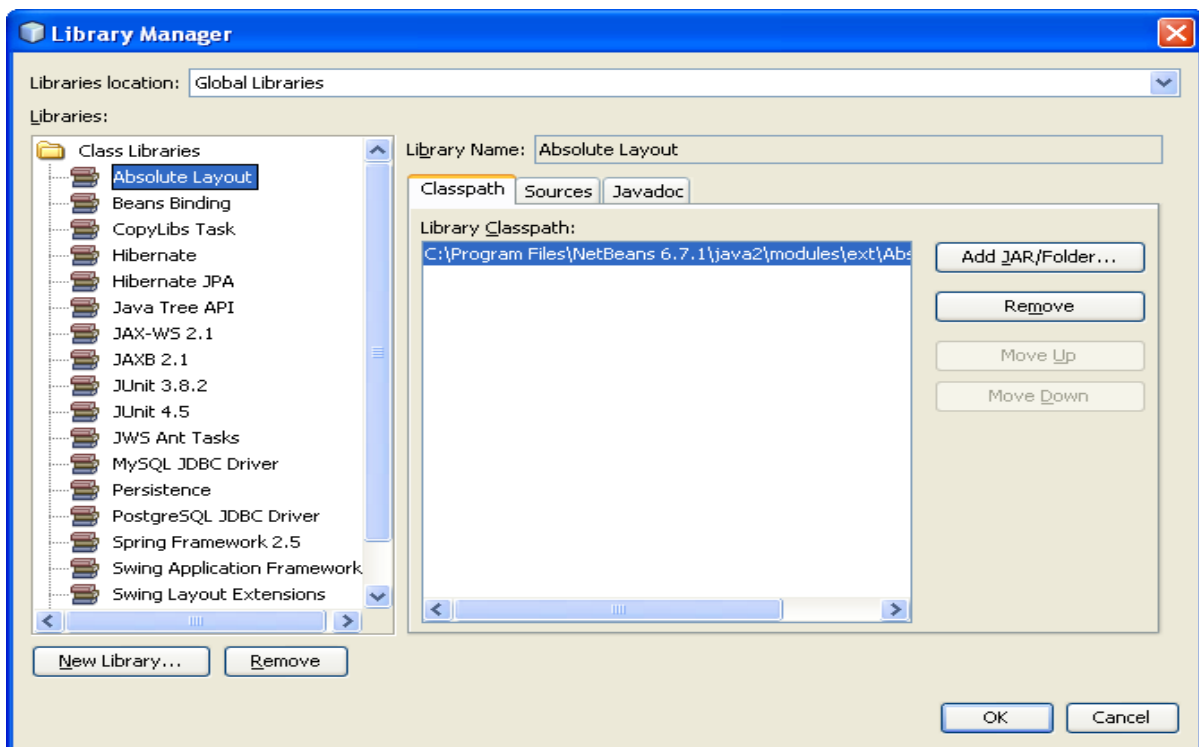 Library Manager
Libraries location: Global Libraries
Libraries:
Class Libraries
Absolute Layout
Beans Binding
CopyLibs Task
Hibernate
Hibernate JPA
Java Tree API
JAX-WS 2.1
JAXB 2.1
JUnit 3.8.2
JUnit 4.5
JWS Ant Tasks
MySQL JDBC Driver
Persistence
PostgreSQL JDBC Driver
Spring Framework 2.5
Swing Application Framework
Swing Layout Extensions
New Library... Remove
Library Name: Absolute Layout
Classpath Sources Javadoc
Library Classpath:
C:\Program Files\NetBeans 6.7.1\java2\modules\ext\Abs
Add JAR/Folder...
Remove
Move Up
Move Down
OK Cancel